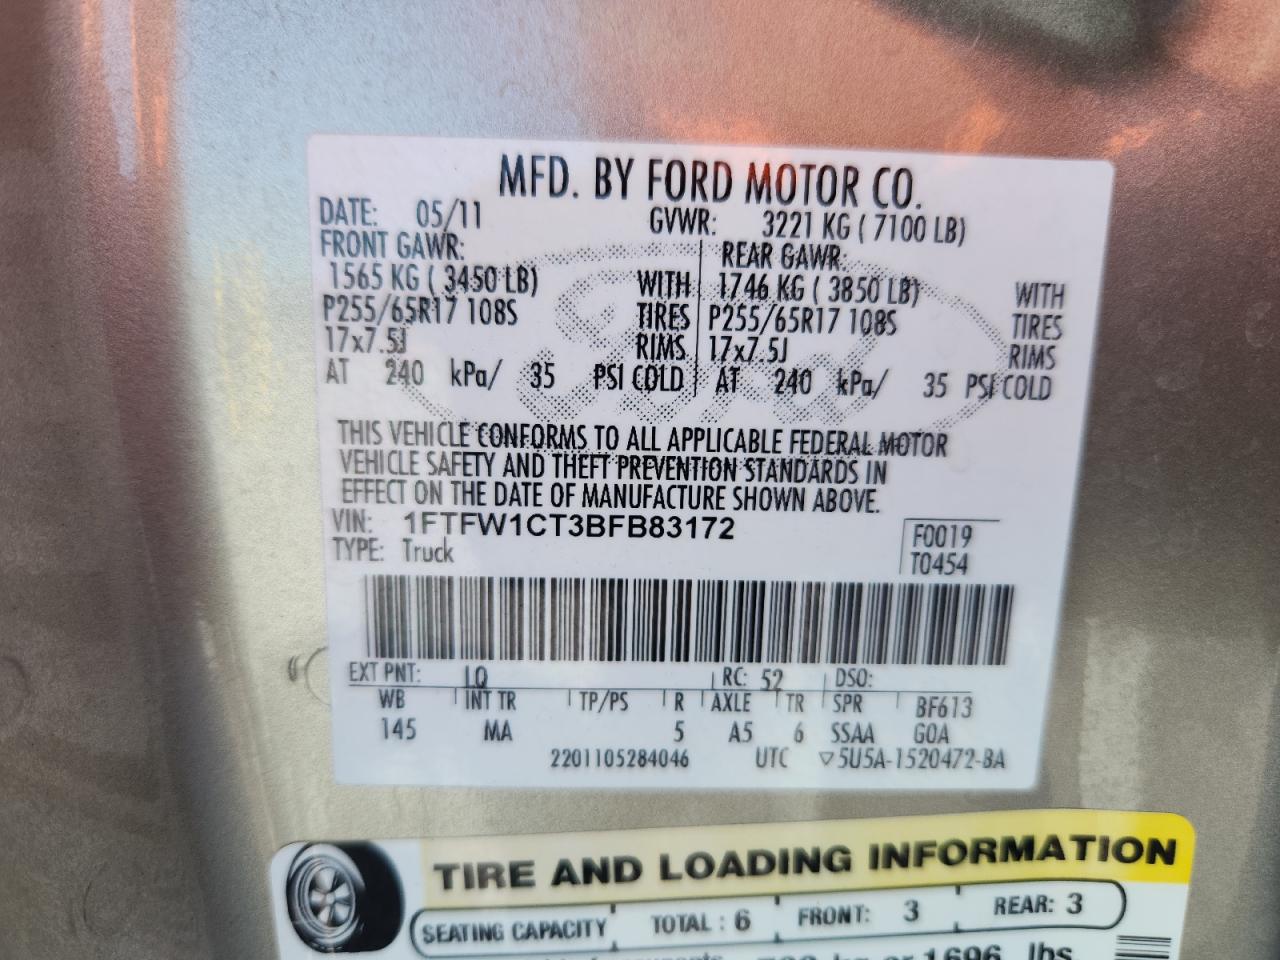 MFD. BY FORD MOTOR CO.
DATE: 05/11 GVWR: 3221 KG ( 7100 LB)
FRONT GAWR: REAR GAWR:
1565 KG ( 3450 LB) WITH 1746 KG ( 3850 LB) WITH
P255/65R17 108S TIRES P255/65R17 108S TIRES
17x7.5J RIMS 17x7.5J RIMS
AT 240 kPa/ 35 PSI COLD AT 240 kPa/ 35 PSI COLD
THIS VEHICLE CONFORMS TO ALL APPLICABLE FEDERAL MOTOR
VEHICLE SAFETY AND THEFT PREVENTION STANDARDS IN
EFFECT ON THE DATE OF MANUFACTURE SHOWN ABOVE.
VIN: 1FTFW1CT3BFB83172 F0019
TYPE: Truck T0454
EXT PNT: LQ RC: 52 DSO:
WB INT TR TP/PS R AXLE TR SPR BF613
145 MA 5 A5 6 SSAA GOA
2201105284046 UTC ▽5U5A-1520472-BA
TIRE AND LOADING INFORMATION
SEATING CAPACITY TOTAL : 6 FRONT: 3 REAR: 3
or 1696 lbs.